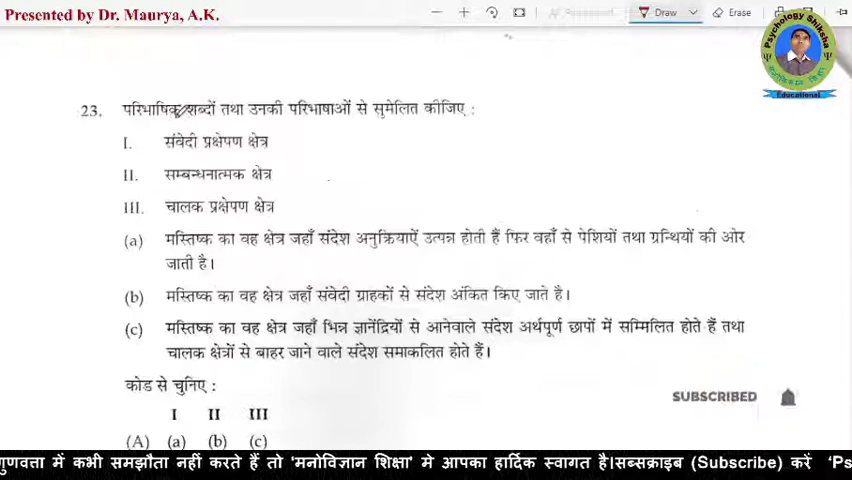 Presented by Dr. Maurya, A.K.
Draw
Erase
Psychology Shiksha
Educational
23. परिभाषिक शब्दों तथा उनकी परिभाषाओं से सुमेलित कीजिए :
I. संवेदी प्रक्षेपण क्षेत्र
II. सम्बन्धनात्मक क्षेत्र
III. चालक प्रक्षेपण क्षेत्र
(a) मस्तिष्क का वह क्षेत्र जहाँ संदेश अनुक्रियाऐं उत्पन्न होती हैं फिर वहाँ से पेशियों तथा ग्रन्थियों की ओर
जाती है।
(b) मस्तिष्क का वह क्षेत्र जहाँ संवेदी ग्राहकों से संदेश अंकित किए जाते है।
(c) मस्तिष्क का वह क्षेत्र जहाँ भिन्न ज्ञानेंद्रियों से आनेवाले संदेश अर्थपूर्ण छापों में सम्मिलित होते हैं तथा
चालक क्षेत्रों से बाहर जाने वाले संदेश समाकलित होते हैं।
कोड से चुनिए :
SUBSCRIBED
I II III
(A) (a) (b) (c)
गुणवत्ता में कभी समझौता नहीं करते हैं तो 'मनोविज्ञान शिक्षा' मे आपका हार्दिक स्वागत है।सब्सक्राइब (Subscribe) करें 'Ps